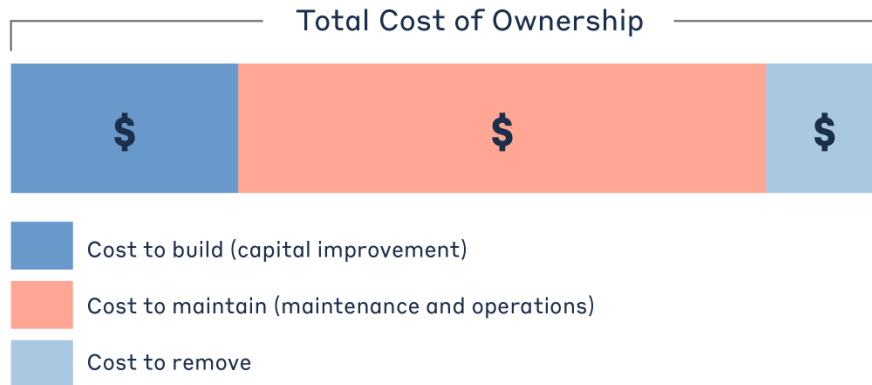 Total Cost of Ownership
$ $ $
Cost to build (capital improvement)
Cost to maintain (maintenance and operations)
Cost to remove